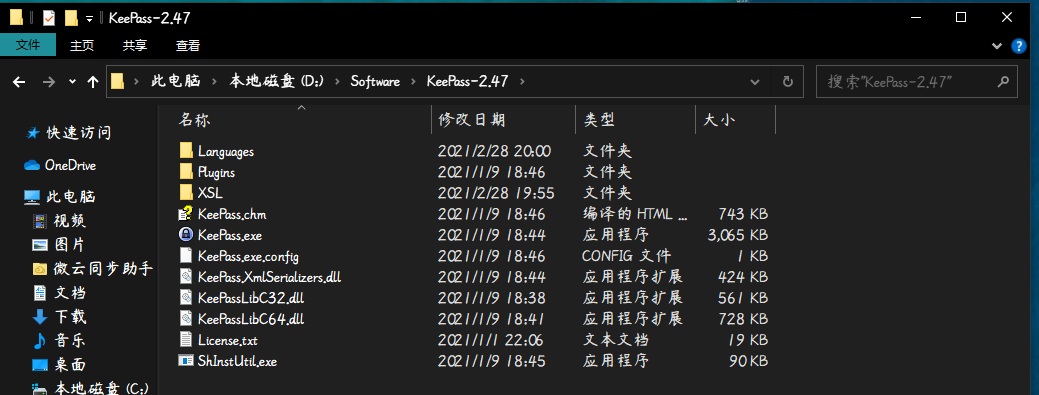 KeePass-2.47
文件 主页 共享 查看
此电脑 本地磁盘 (D:) Software KeePass-2.47 搜索"KeePass-2.47"
快速访问
OneDrive
此电脑
视频
图片
微云同步助手
文档
下载
音乐
桌面
本地磁盘 (C:)
名称 修改日期 类型 大小
Languages 2021/2/28 20:00 文件夹
Plugins 2021/1/9 18:46 文件夹
XSL 2021/2/28 19:55 文件夹
KeePass.chm 2021/1/9 18:46 编译的 HTML ... 743 KB
KeePass.exe 2021/1/9 18:44 应用程序 3,065 KB
KeePass.exe.config 2021/1/9 18:46 CONFIG 文件 1 KB
KeePass.XmlSerializers.dll 2021/1/9 18:44 应用程序扩展 424 KB
KeePassLibC32.dll 2021/1/9 18:38 应用程序扩展 561 KB
KeePassLibC64.dll 2021/1/9 18:41 应用程序扩展 728 KB
License.txt 2021/1/1 22:06 文本文档 19 KB
ShInstUtil.exe 2021/1/9 18:45 应用程序 90 KB